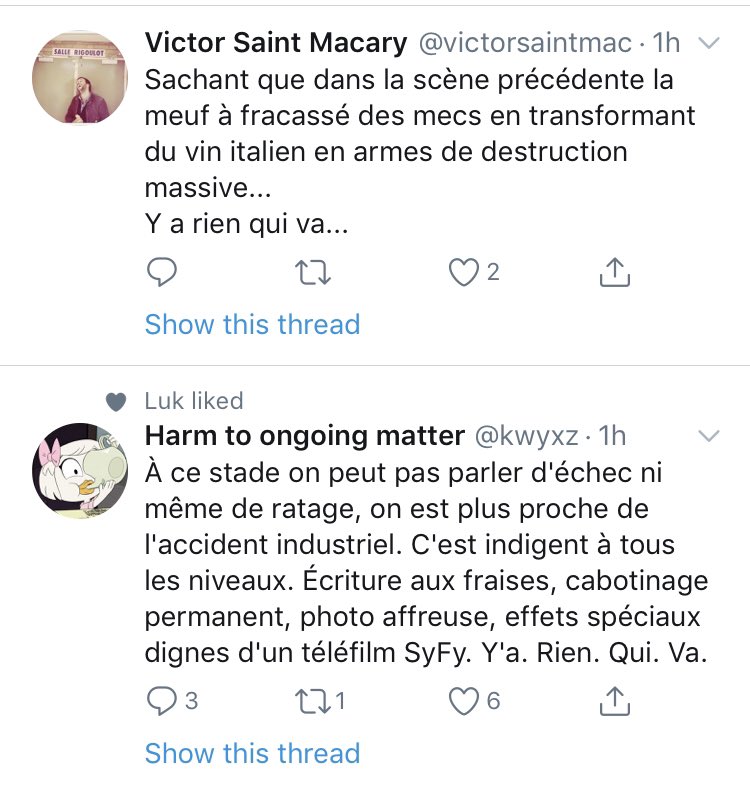 SALLE RIGOULOT
Victor Saint Macary @victorsaintmac · 1h
Sachant que dans la scène précédente la
meuf à fracassé des mecs en transformant
du vin italien en armes de destruction
massive...
Y a rien qui va...
2
Show this thread
Luk liked
Harm to ongoing matter @kwyxz · 1h
À ce stade on peut pas parler d'échec ni
même de ratage, on est plus proche de
l'accident industriel. C'est indigent à tous
les niveaux. Écriture aux fraises, cabotinage
permanent, photo affreuse, effets spéciaux
dignes d'un téléfilm SyFy. Y'a. Rien. Qui. Va.
3 1 6
Show this thread